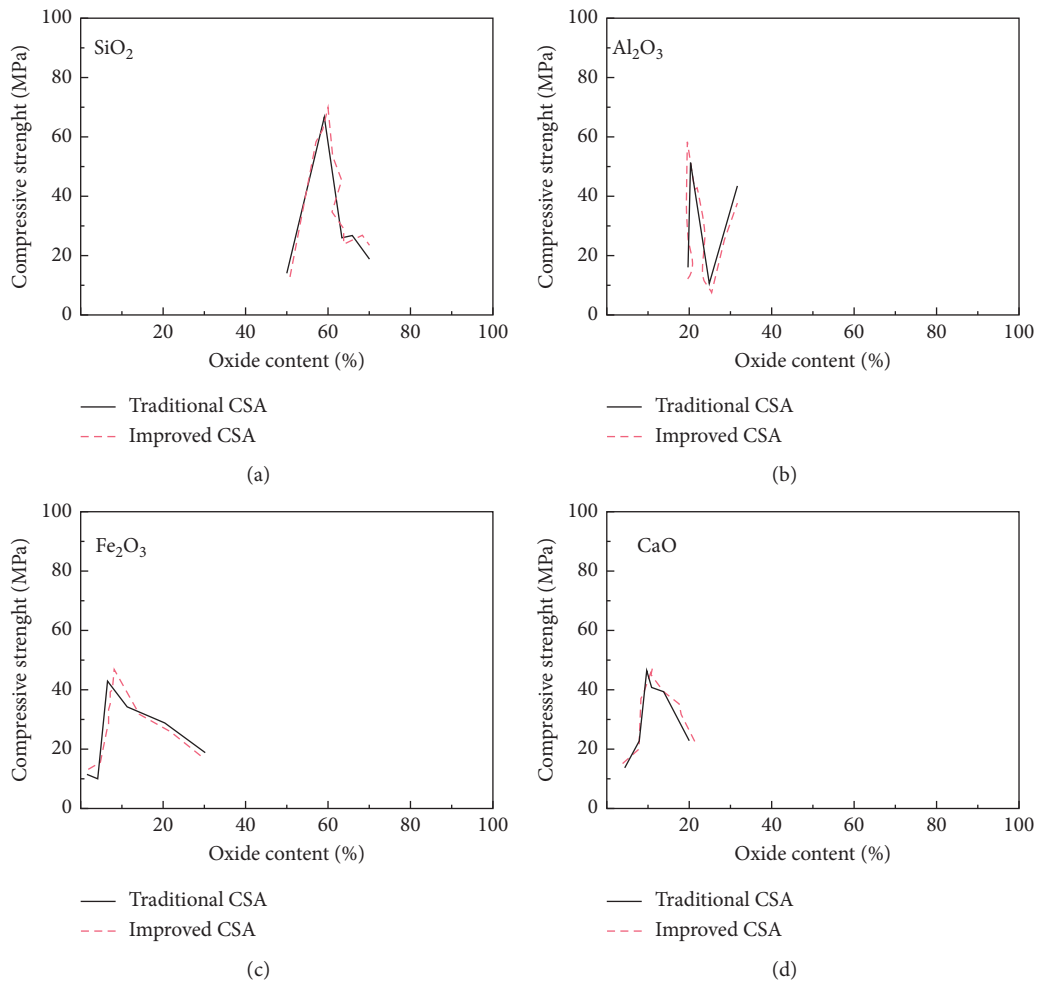 SiO₂
Compressive strenght (MPa)
100
80
60
40
20
0
20
40
60
80
100
Oxide content (%)
Traditional CSA
Improved CSA
(a)
Al₂O₃
Compressive strenght (MPa)
100
80
60
40
20
0
20
40
60
80
100
Oxide content (%)
Traditional CSA
Improved CSA
(b)
Fe₂O₃
Compressive strenght (MPa)
100
80
60
40
20
0
20
40
60
80
100
Oxide content (%)
Traditional CSA
Improved CSA
(c)
CaO
Compressive strenght (MPa)
100
80
60
40
20
0
20
40
60
80
100
Oxide content (%)
Traditional CSA
Improved CSA
(d)